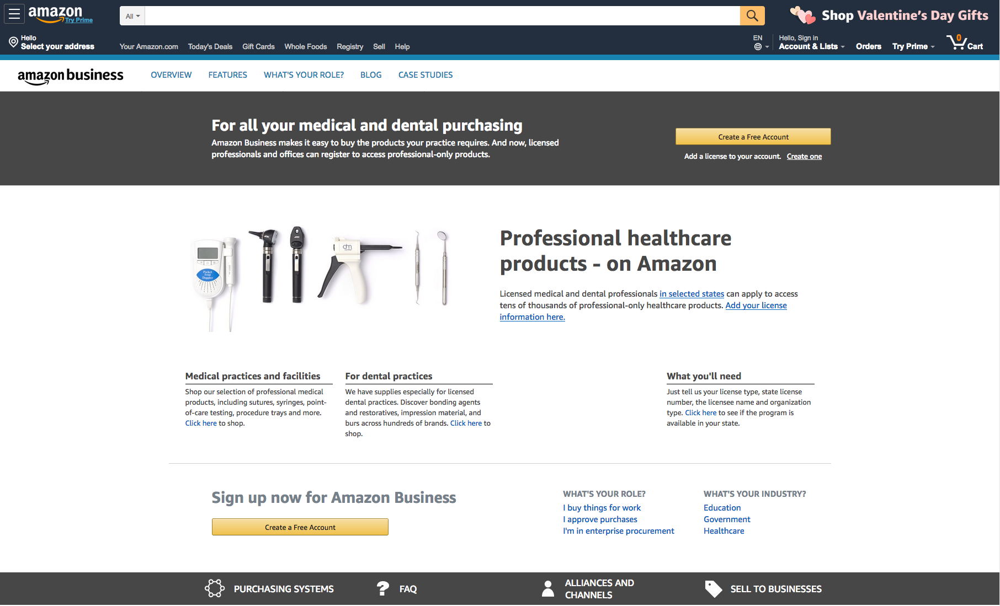 amazon
Try Prime
All
Shop Valentine's Day Gifts
Hello
Select your address
Your Amazon.com
Today's Deals
Gift Cards
Whole Foods
Registry
Sell
Help
EN
Hello, Sign in
Account & Lists
Orders
Try Prime
0
Cart
amazon business
OVERVIEW
FEATURES
WHAT'S YOUR ROLE?
BLOG
CASE STUDIES
For all your medical and dental purchasing
Amazon Business makes it easy to buy the products your practice requires. And now, licensed
professionals and offices can register to access professional-only products.
Create a Free Account
Add a license to your account. Create one
Pocket
Fetal
Doppler
dm
Professional healthcare
products - on Amazon
Licensed medical and dental professionals in selected states can apply to access
tens of thousands of professional-only healthcare products. Add your license
information here.
Medical practices and facilities
Shop our selection of professional medical
products, including sutures, syringes, point-
of-care testing, procedure trays and more.
Click here to shop.
For dental practices
We have supplies especially for licensed
dental practices. Discover bonding agents
and restoratives, impression material, and
burs across hundreds of brands. Click here to
shop.
What you'll need
Just tell us your license type, state license
number, the licensee name and organization
type. Click here to see if the program is
available in your state.
Sign up now for Amazon Business
Create a Free Account
WHAT'S YOUR ROLE?
I buy things for work
I approve purchases
I'm in enterprise procurement
WHAT'S YOUR INDUSTRY?
Education
Government
Healthcare
PURCHASING SYSTEMS
FAQ
ALLIANCES AND
CHANNELS
SELL TO BUSINESSES